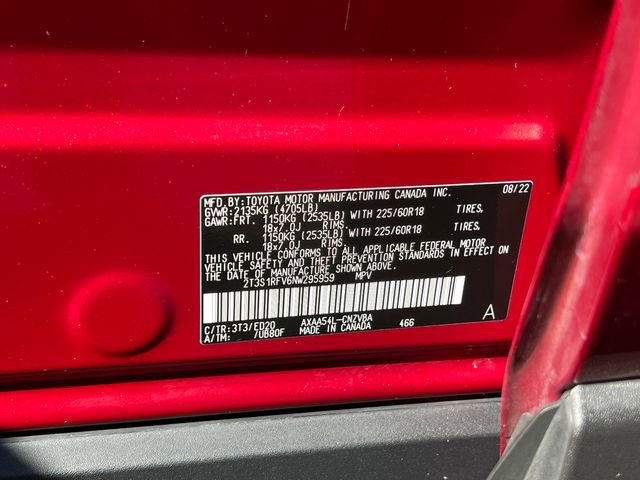 MFD. BY: TOYOTA MOTOR MANUFACTURING CANADA INC. 08/22
GVWR: 2135KG (4705LB)
GAWR: FRT. 1150KG (2535LB) WITH 225/60R18 TIRES,
18x7.0J RIMS.
RR. 1150KG (2535LB) WITH 225/60R18 TIRES,
18x7.0J RIMS.
THIS VEHICLE CONFORMS TO ALL APPLICABLE FEDERAL MOTOR
VEHICLE SAFETY AND THEFT PREVENTION STANDARDS IN EFFECT ON
THE DATE OF MANUFACTURE SHOWN ABOVE.
2T3S1RFV6NW295959 MPV
C/TR: 3T3/ED20 AXAA54L-CNZVBA 466 A
A/TM: /UB80F MADE IN CANADA